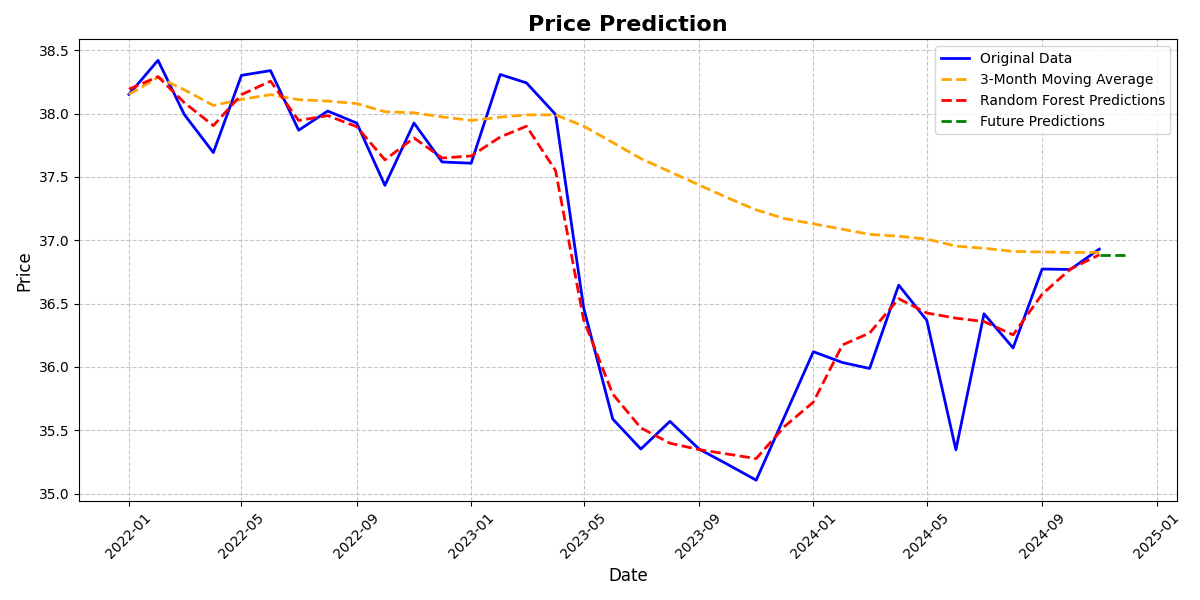 Price Prediction
Original Data
3-Month Moving Average
Random Forest Predictions
Future Predictions
Price
38.5
38.0
37.5
37.0
36.5
36.0
35.5
35.0
2022-01
2022-05
2022-09
2023-01
2023-05
2023-09
2024-01
2024-05
2024-09
2025-01
Date